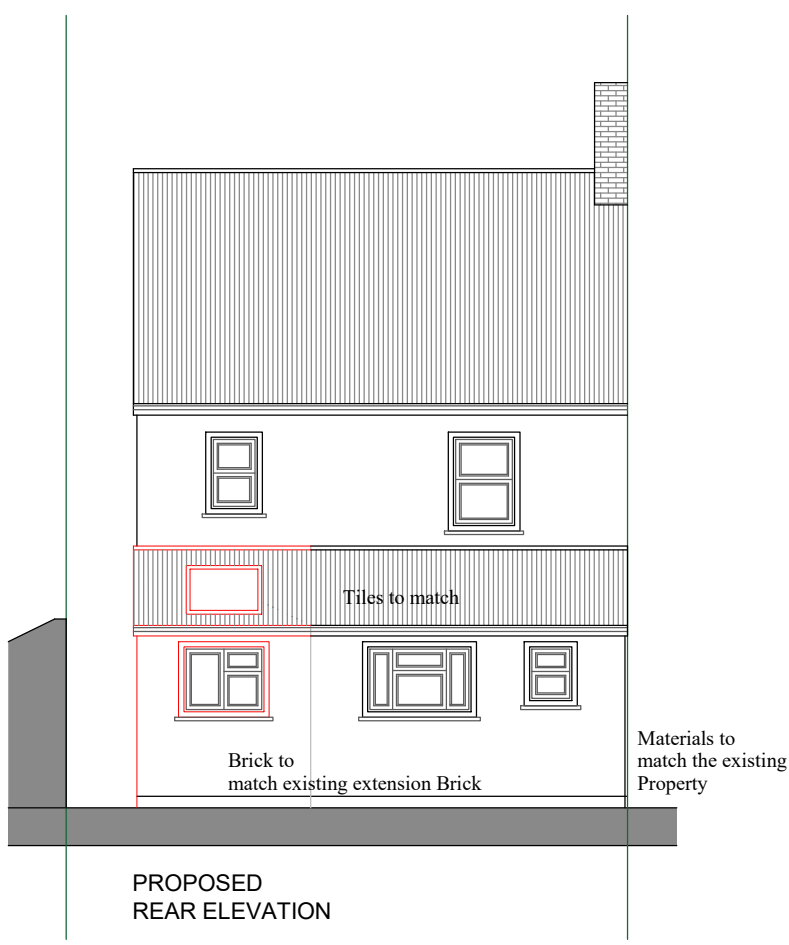 Tiles to match
Brick to
match existing extension Brick
Materials to
match the existing
Property
PROPOSED
REAR ELEVATION